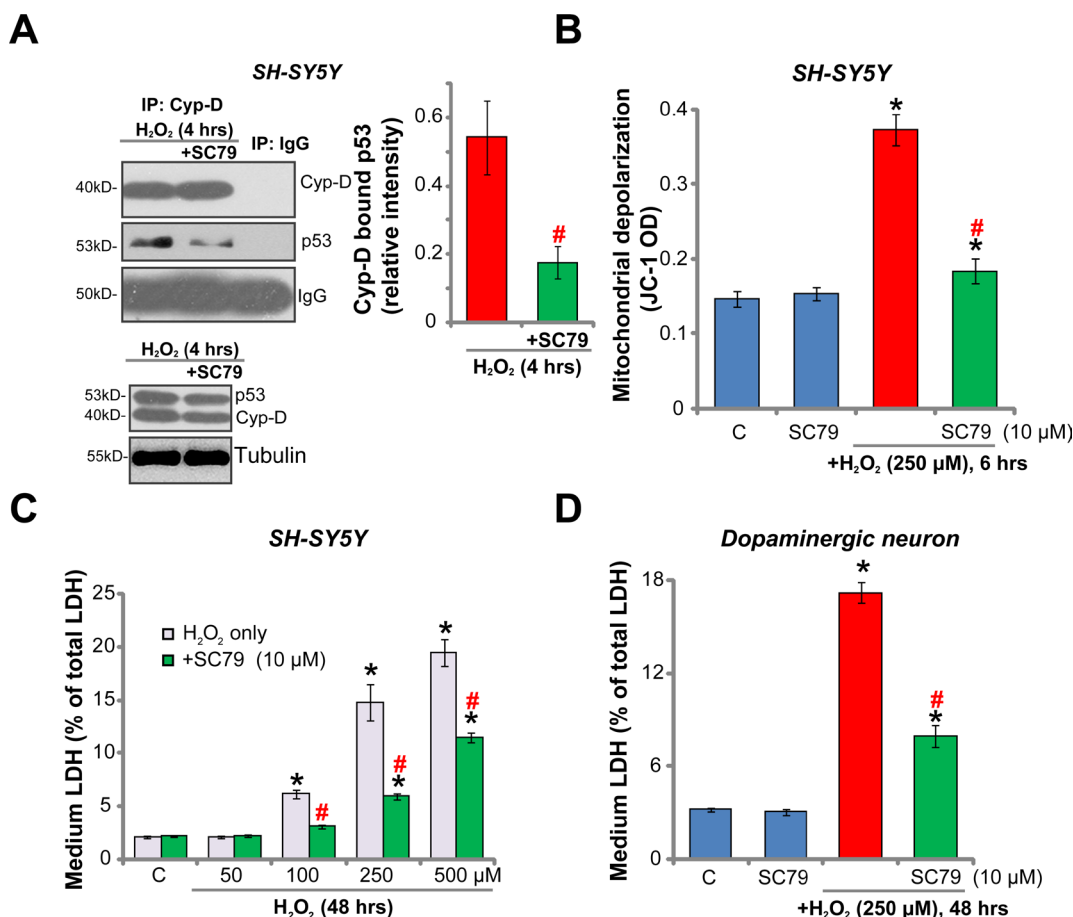 A
SH-SY5Y
IP: Cyp-D
H₂O₂ (4 hrs)
+SC79
IP: IgG
40kD-
Cyp-D
53kD-
p53
50kD-
IgG
H₂O₂ (4 hrs)
+SC79
53kD-
p53
40kD-
Cyp-D
55kD-
Tubulin
Cyp-D bound p53
(relative intensity)
0.6
0.4
0.2
0
#
+SC79
H₂O₂ (4 hrs)
B
SH-SY5Y
Mitochondrial depolarization
(JC-1 OD)
0.4
0.3
0.2
0.1
0
*
#
*
C
SC79
SC79 (10 µM)
+H₂O₂ (250 µM), 6 hrs
C
SH-SY5Y
Medium LDH (% of total LDH)
25
20
15
10
5
0
H₂O₂ only
+SC79 (10 µM)
*
#
*
#
*
*
#
*
C
50
100
250
500 µM
H₂O₂ (48 hrs)
D
Dopaminergic neuron
Medium LDH (% of total LDH)
18
12
6
0
*
#
*
C
SC79
SC79 (10 µM)
+H₂O₂ (250 µM), 48 hrs